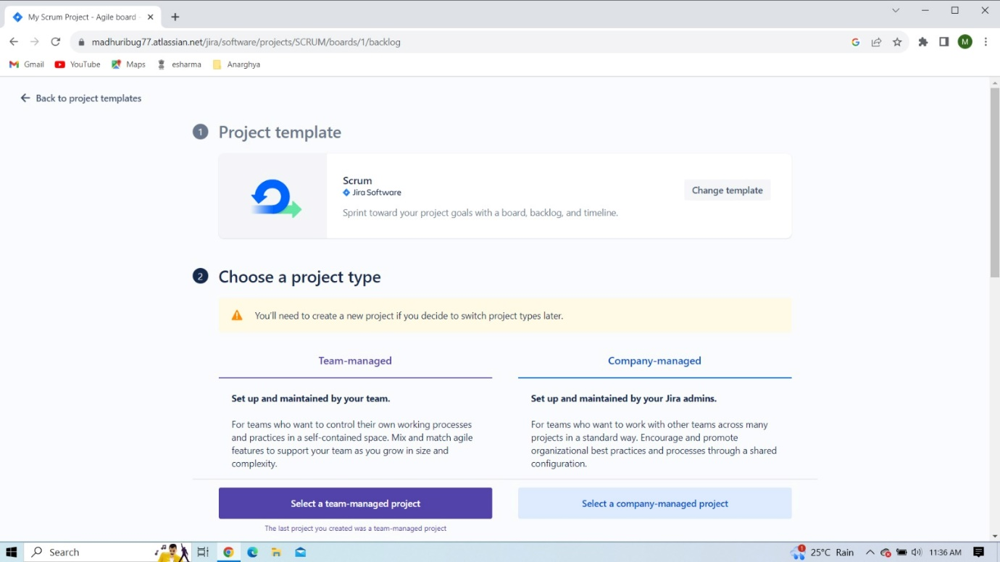 My Scrum Project - Agile board -
madhuribug77.atlassian.net/jira/software/projects/SCRUM/boards/1/backlog
M
Gmail YouTube Maps esharma Anarghya
Back to project templates
1 Project template
Scrum
Jira Software
Sprint toward your project goals with a board, backlog, and timeline.
Change template
2 Choose a project type
You'll need to create a new project if you decide to switch project types later.
Team-managed
Set up and maintained by your team.
For teams who want to control their own working processes
and practices in a self-contained space. Mix and match agile
features to support your team as you grow in size and
complexity.
Select a team-managed project
The last project you created was a team-managed project
Company-managed
Set up and maintained by your Jira admins.
For teams who want to work with other teams across many
projects in a standard way. Encourage and promote
organizational best practices and processes through a shared
configuration.
Select a company-managed project
Search
1
25°C Rain
11:36 AM